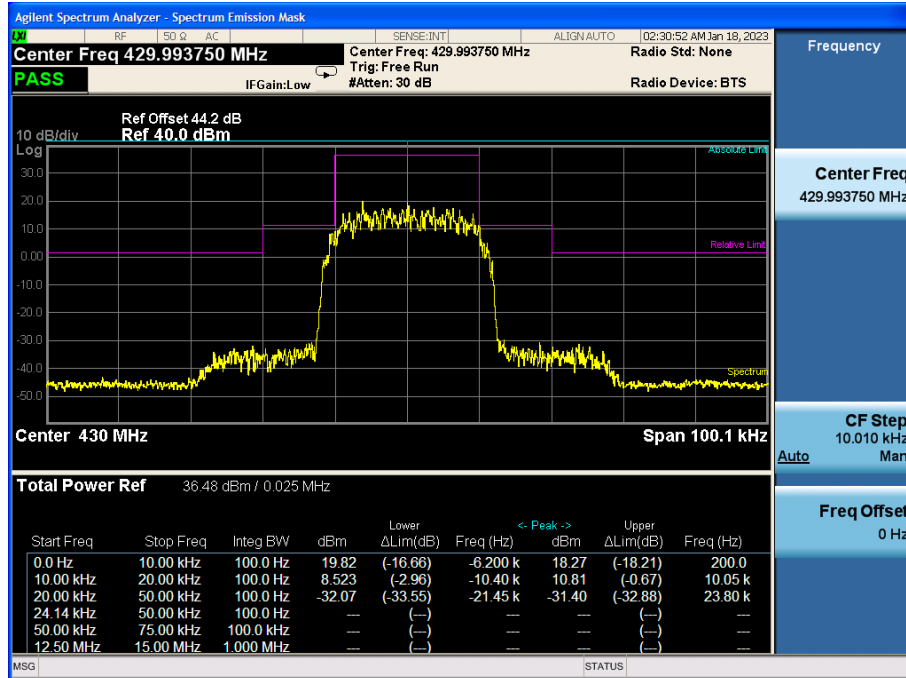 Agilent Spectrum Analyzer - Spectrum Emission Mask
LXI RF 50 Ω AC SENSE:INT ALIGN AUTO 02:30:52 AM Jan 18, 2023
Center Freq 429.993750 MHz
Center Freq: 429.993750 MHz
Radio Std: None
Trig: Free Run
PASS
IFGain:Low
#Atten: 30 dB
Radio Device: BTS
Ref Offset 44.2 dB
10 dB/div Ref 40.0 dBm
Log
Absolute Limit
30.0
20.0
10.0
Relative Limit
0.00
-10.0
-20.0
-30.0
-40.0
Spectrum
-50.0
Center 430 MHz Span 100.1 kHz
Total Power Ref 36.48 dBm / 0.025 MHz
Lower <- Peak -> Upper
Start Freq Stop Freq Integ BW dBm ΔLim(dB) Freq (Hz) dBm ΔLim(dB) Freq (Hz)
0.0 Hz 10.00 kHz 100.0 Hz 19.82 (-16.66) -6.200 k 18.27 (-18.21) 200.0
10.00 kHz 20.00 kHz 100.0 Hz 8.523 (-2.96) -10.40 k 10.81 (-0.67) 10.05 k
20.00 kHz 50.00 kHz 100.0 Hz -32.07 (-33.55) -21.45 k -31.40 (-32.88) 23.80 k
24.14 kHz 50.00 kHz 100.0 Hz --- (---) --- --- (---) ---
50.00 kHz 75.00 kHz 100.0 kHz --- (---) --- --- (---) ---
12.50 MHz 15.00 MHz 1.000 MHz --- (---) --- --- (---) ---
MSG STATUS
Frequency
Center Freq
429.993750 MHz
CF Step
10.010 kHz
Auto Man
Freq Offset
0 Hz